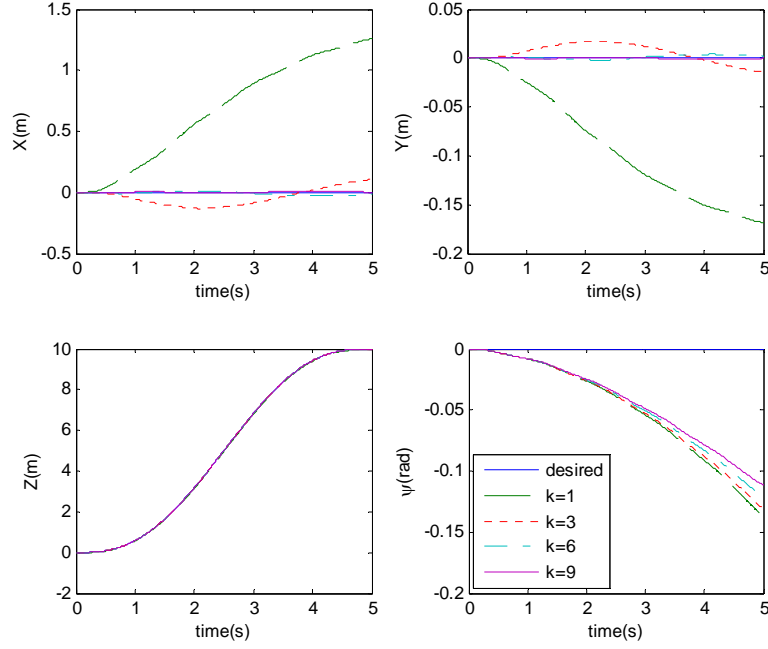 1.5
1
0.5
0
-0.5
X(m)
0 1 2 3 4 5
time(s)
0.05
0
-0.05
-0.1
-0.15
-0.2
Y(m)
0 1 2 3 4 5
time(s)
10
8
6
4
2
0
-2
Z(m)
0 1 2 3 4 5
time(s)
0
-0.05
-0.1
-0.15
-0.2
ψ(rad)
desired
k=1
k=3
k=6
k=9
0 1 2 3 4 5
time(s)